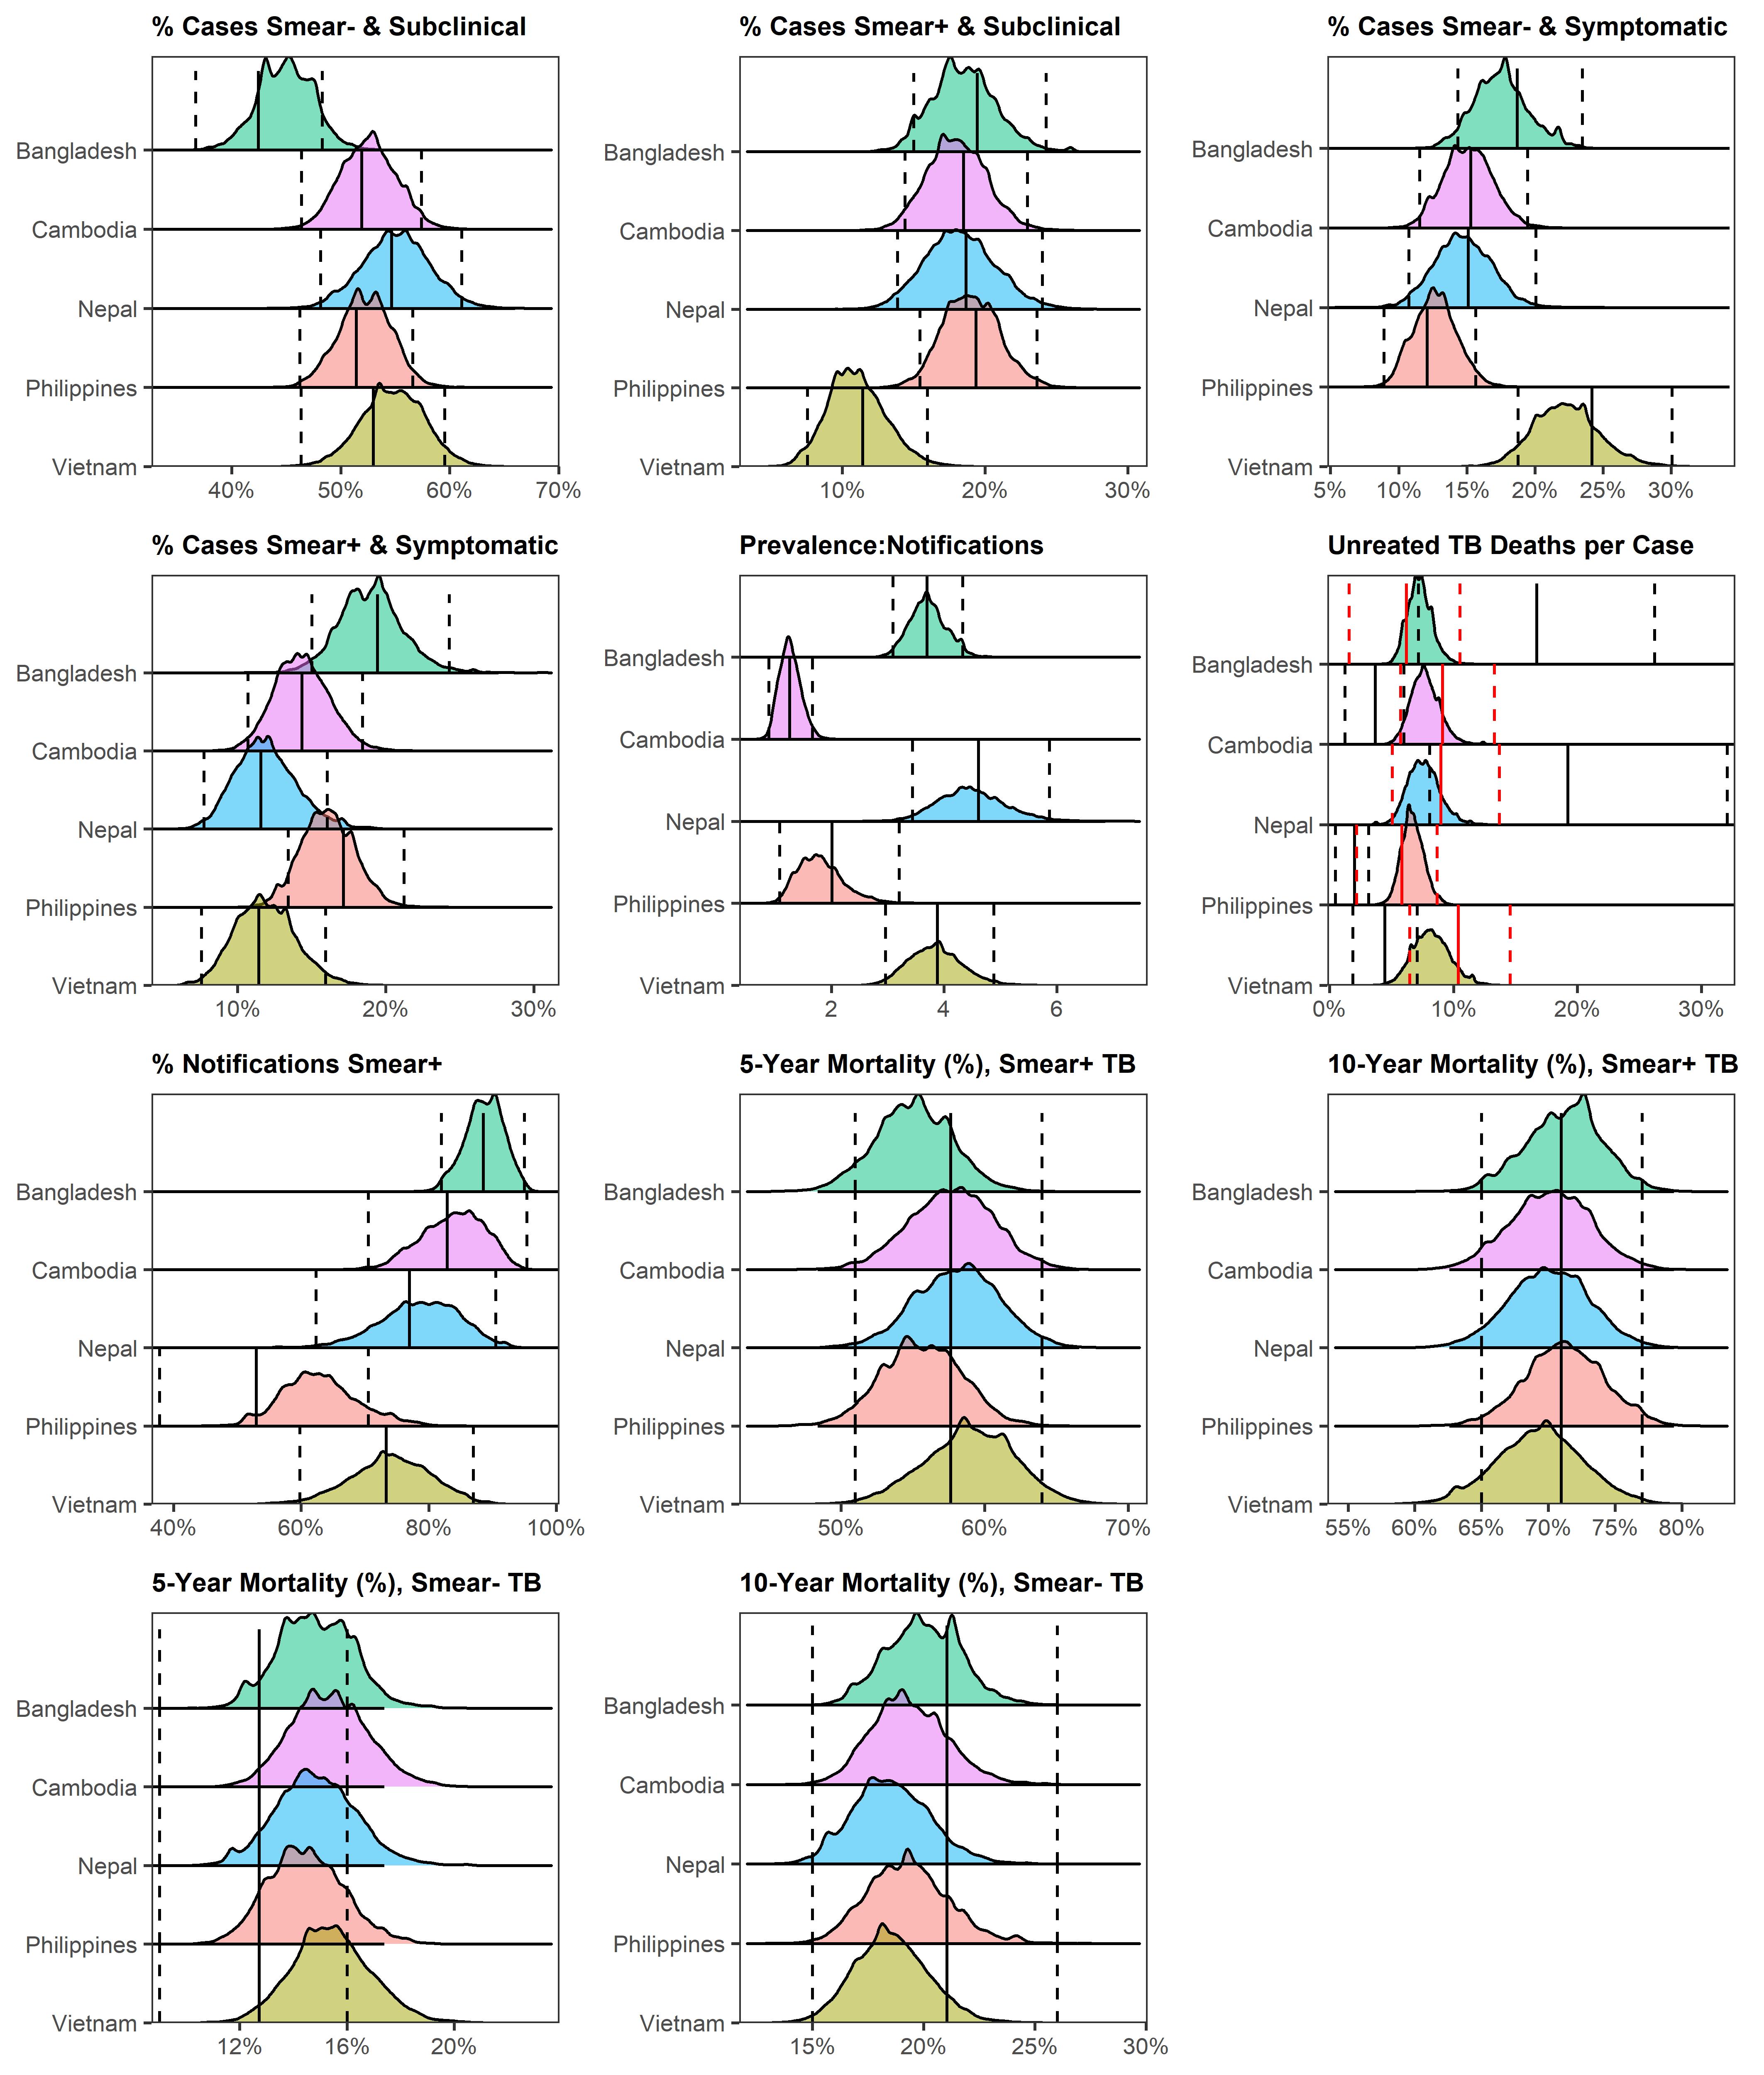 % Cases Smear- & Subclinical
Bangladesh
Cambodia
Nepal
Philippines
Vietnam
40% 50% 60% 70%
% Cases Smear+ & Subclinical
Bangladesh
Cambodia
Nepal
Philippines
Vietnam
10% 20% 30%
% Cases Smear- & Symptomatic
Bangladesh
Cambodia
Nepal
Philippines
Vietnam
5% 10% 15% 20% 25% 30%
% Cases Smear+ & Symptomatic
Bangladesh
Cambodia
Nepal
Philippines
Vietnam
10% 20% 30%
Prevalence:Notifications
Bangladesh
Cambodia
Nepal
Philippines
Vietnam
2 4 6
Unreated TB Deaths per Case
Bangladesh
Cambodia
Nepal
Philippines
Vietnam
0% 10% 20% 30%
% Notifications Smear+
Bangladesh
Cambodia
Nepal
Philippines
Vietnam
40% 60% 80% 100%
5-Year Mortality (%), Smear+ TB
Bangladesh
Cambodia
Nepal
Philippines
Vietnam
50% 60% 70%
10-Year Mortality (%), Smear+ TB
Bangladesh
Cambodia
Nepal
Philippines
Vietnam
55% 60% 65% 70% 75% 80%
5-Year Mortality (%), Smear- TB
Bangladesh
Cambodia
Nepal
Philippines
Vietnam
12% 16% 20%
10-Year Mortality (%), Smear- TB
Bangladesh
Cambodia
Nepal
Philippines
Vietnam
15% 20% 25% 30%